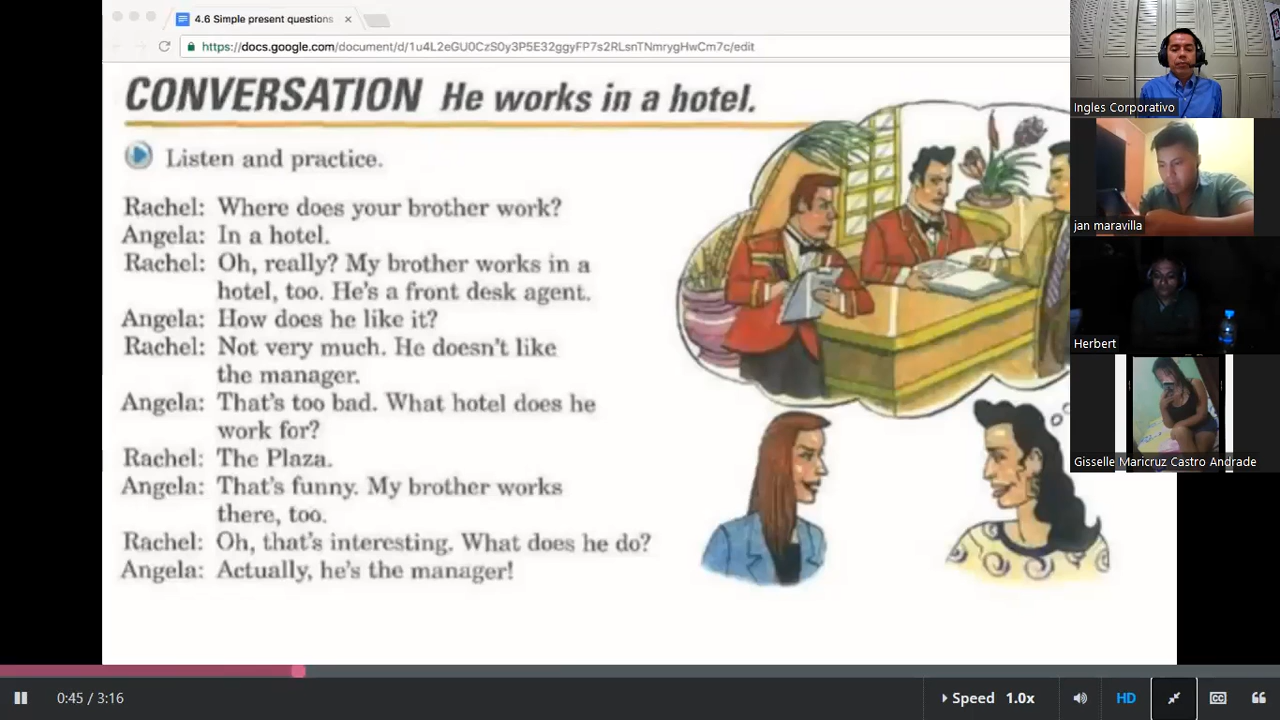 4.6 Simple present questions
https://docs.google.com/document/d/1u4L2eGU0CzS0y3P5E32ggyFP7s2RLsnTNmrygHwCm7c/edit
CONVERSATION He works in a hotel.
Listen and practice.
Rachel: Where does your brother work?
Angela: In a hotel.
Rachel: Oh, really? My brother works in a
hotel, too. He's a front desk agent.
Angela: How does he like it?
Rachel: Not very much. He doesn't like
the manager.
Angela: That's too bad. What hotel does he
work for?
Rachel: The Plaza.
Angela: That's funny. My brother works
there, too.
Rachel: Oh, that's interesting. What does he do?
Angela: Actually, he's the manager!
Ingles Corporativo
jan maravilla
Herbert
Gisselle Maricruz Castro Andrade
0:45 / 3:16
Speed 1.0x
HD
CC